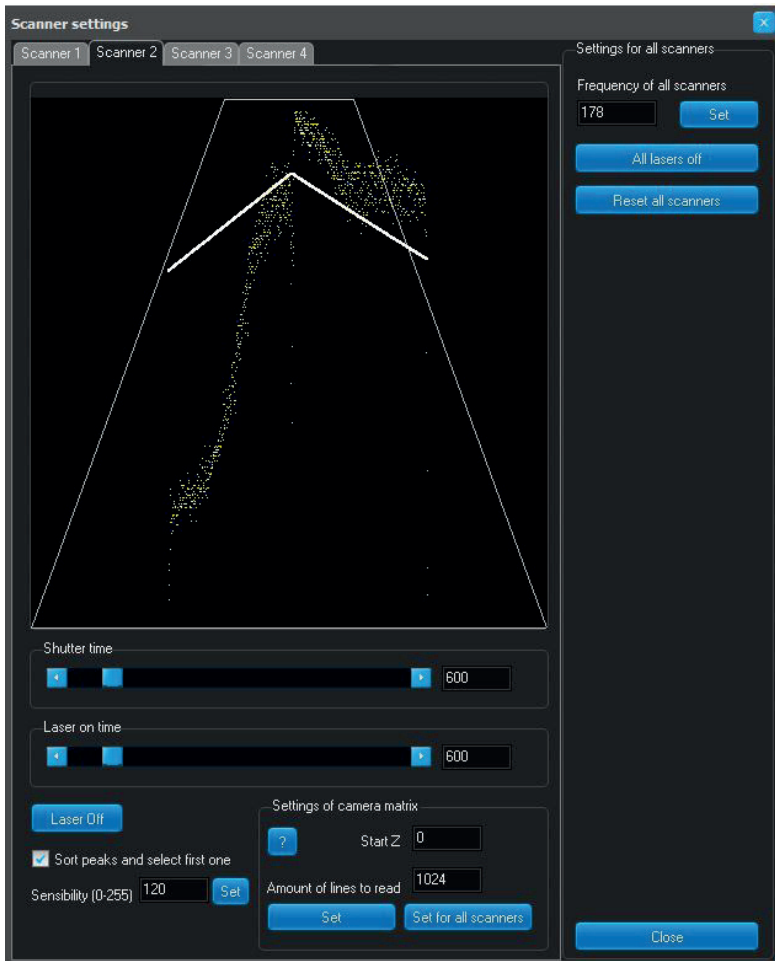 Scanner settings
Scanner 1 Scanner 2 Scanner 3 Scanner 4
Shutter time
600
Laser on time
600
Laser Off
Sort peaks and select first one
Sensibility (0-255) 120 Set
Settings of camera matrix
? Start Z 0
Amount of lines to read 1024
Set Set for all scanners
Settings for all scanners
Frequency of all scanners
178 Set
All lasers off
Reset all scanners
Close